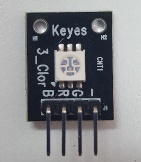 Keyes
CNT1
3_Clor
B R G -